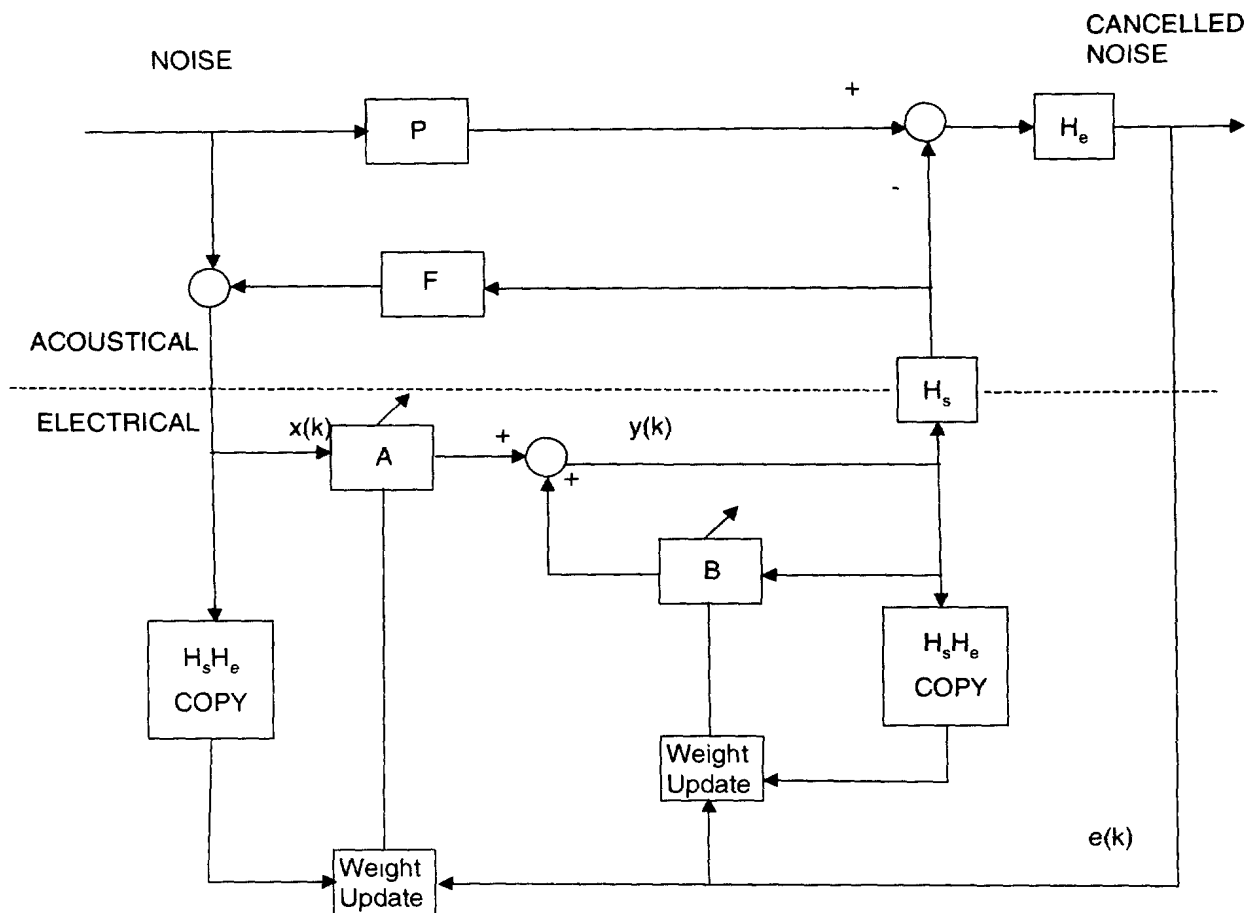 CANCELLED
NOISE
NOISE
+
P
H_e
-
F
ACOUSTICAL
H_s
ELECTRICAL
x(k)
A
+
y(k)
+
B
H_sH_e
COPY
H_sH_e
COPY
Weight
Update
e(k)
Weight
Update